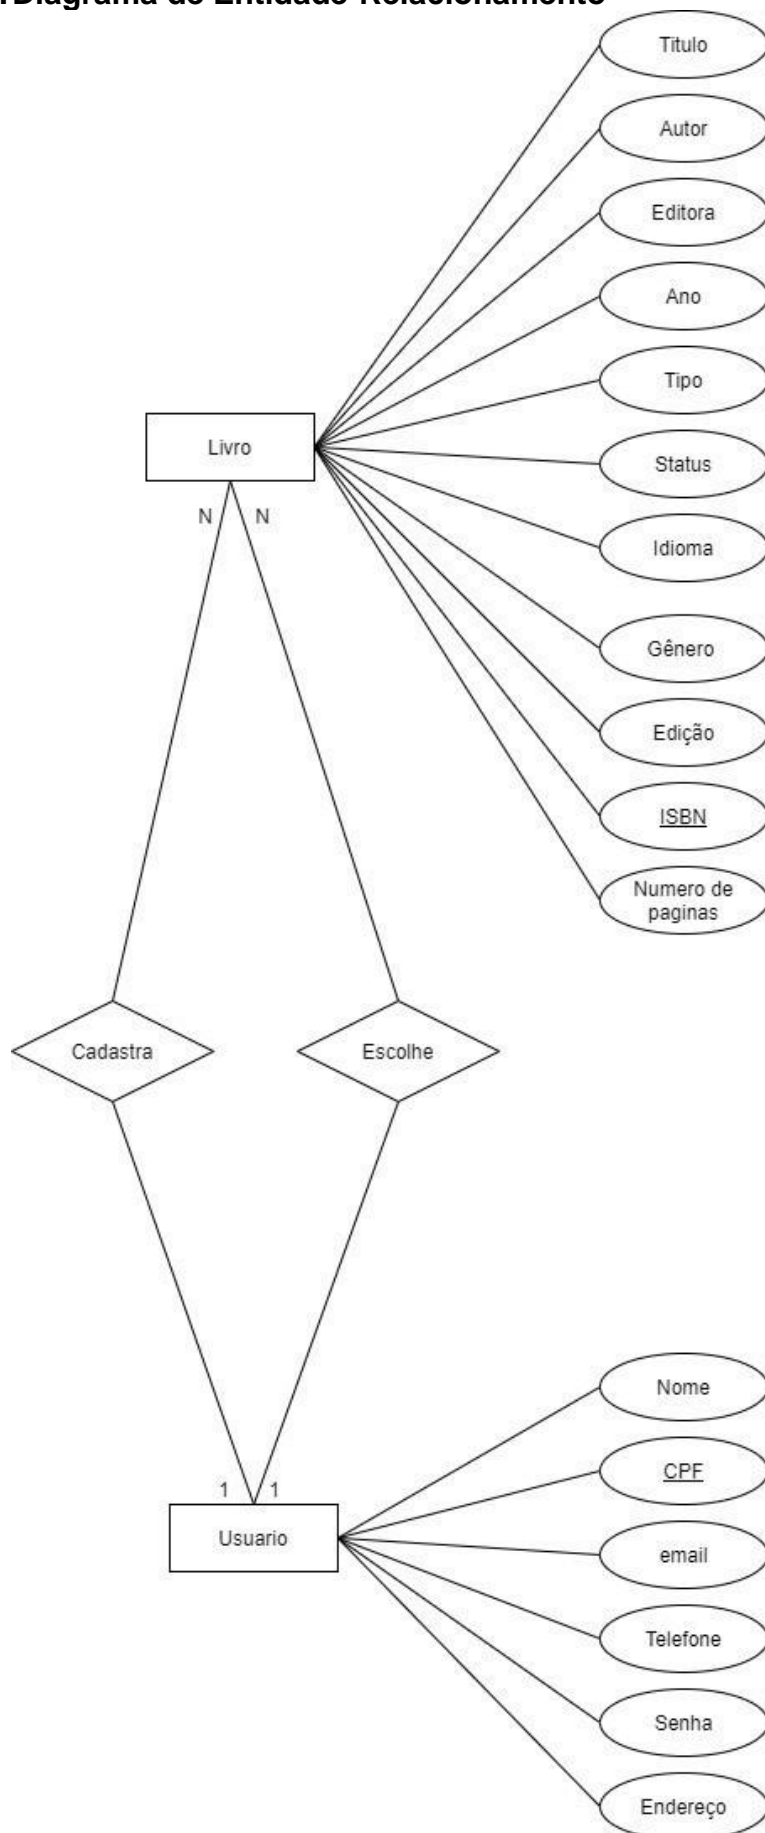 Diagrama de Entidade Relacionamento
Titulo
Autor
Editora
Ano
Tipo
Livro
Status
N
N
Idioma
Gênero
Edição
ISBN
Numero de
paginas
Cadastra
Escolhe
Nome
CPF
1
1
Usuario
email
Telefone
Senha
Endereço